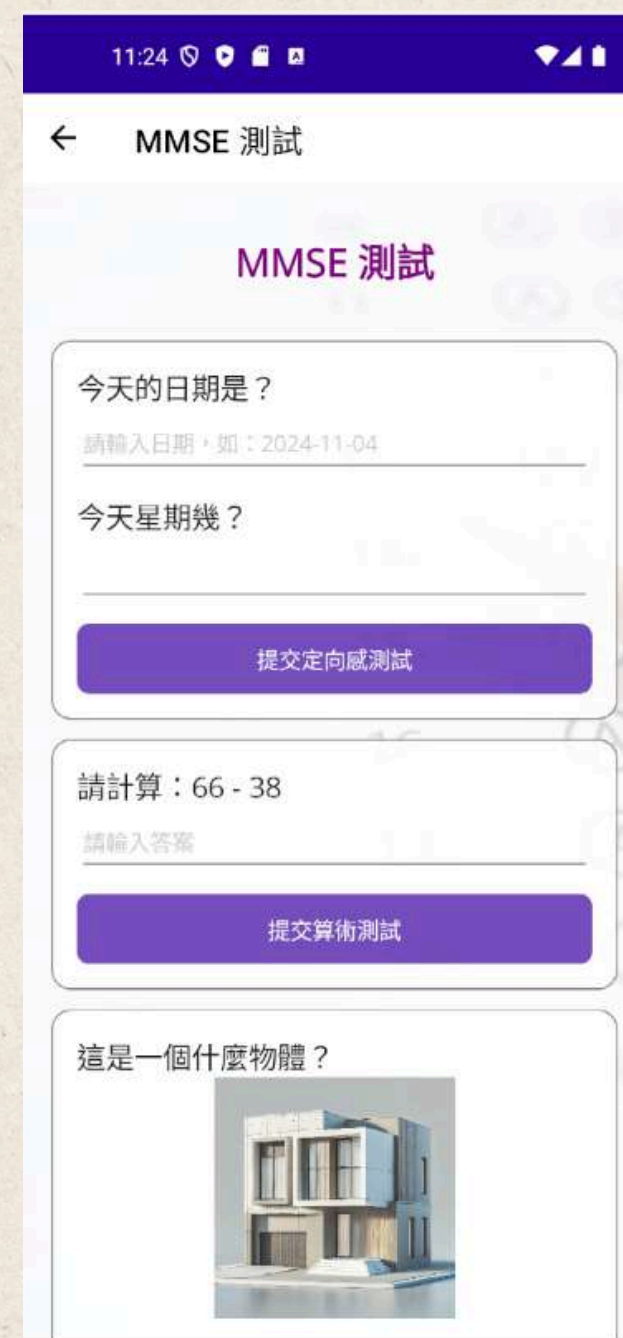 11:24
MMSE 測試
MMSE 測試
今天的日期是？
請輸入日期，如：2024-11-04
今天星期幾？
提交定向感測試
請計算：66 - 38
請輸入答案
提交算術測試
這是一個什麼物體？